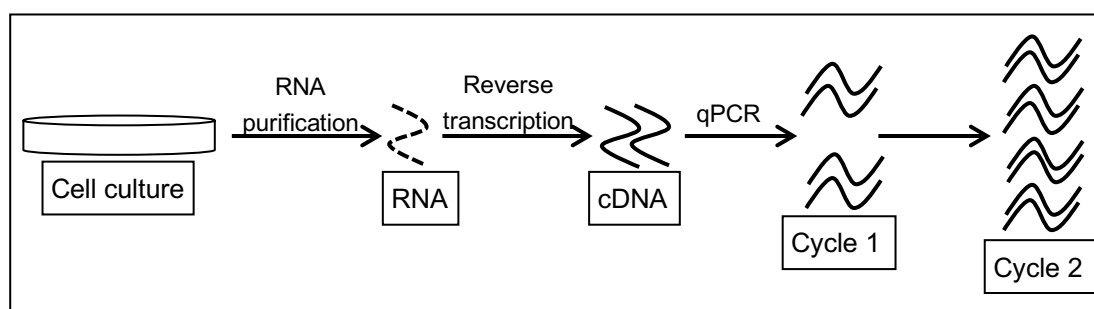 RNA
purification
Reverse
transcription
qPCR
Cell culture
RNA
cDNA
Cycle 1
Cycle 2